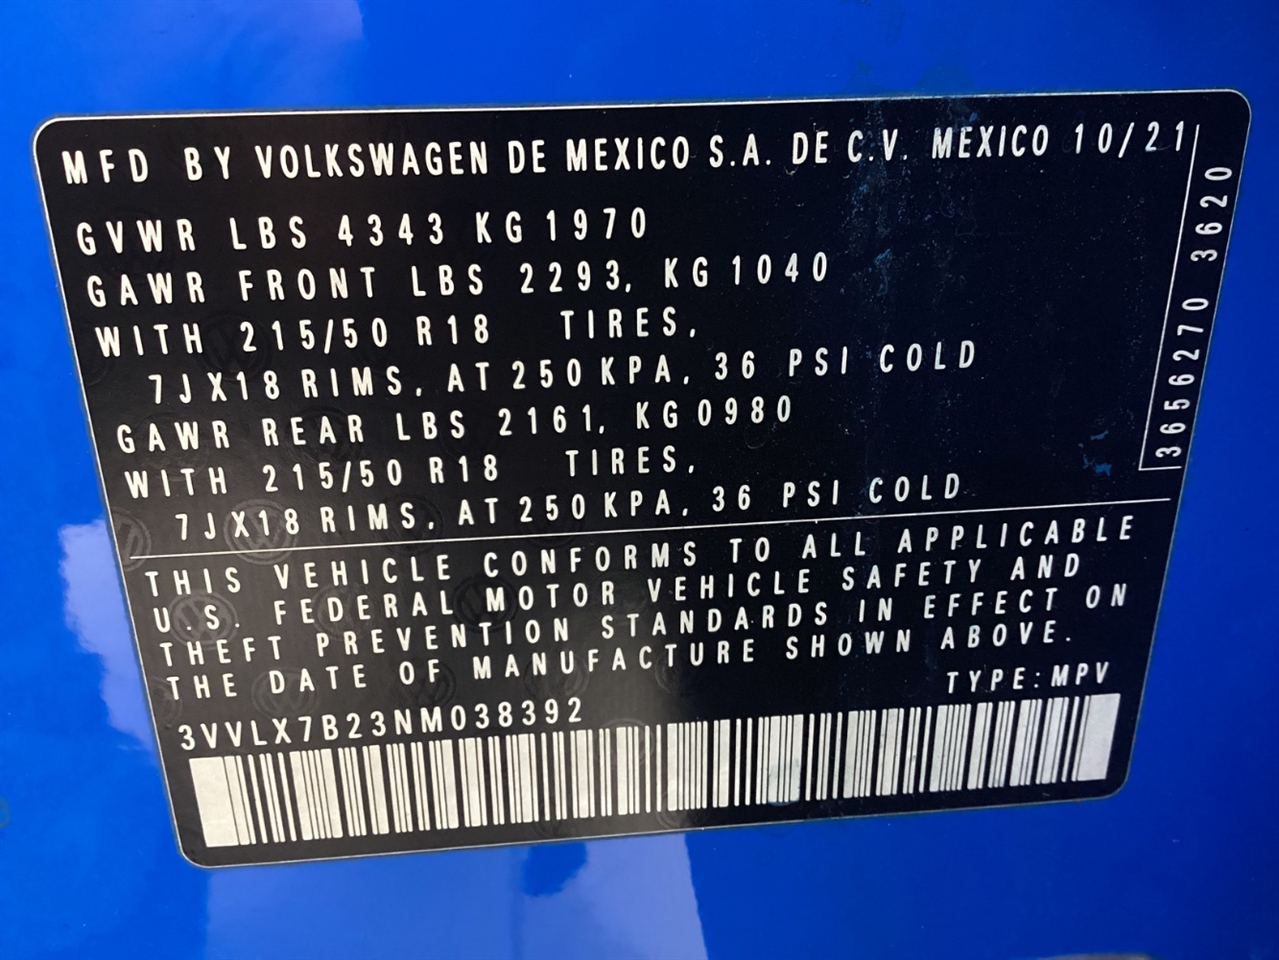 MFD BY VOLKSWAGEN DE MEXICO S.A. DE C.V. MEXICO 10/21
GVWR LBS 4343 KG 1970
GAWR FRONT LBS 2293, KG 1040
WITH 215/50 R18 TIRES,
7JX18 RIMS, AT 250 KPA, 36 PSI COLD
GAWR REAR LBS 2161, KG 0980
WITH 215/50 R18 TIRES,
7JX18 RIMS, AT 250 KPA, 36 PSI COLD
3656270 3620
THIS VEHICLE CONFORMS TO ALL APPLICABLE
U.S. FEDERAL MOTOR VEHICLE SAFETY AND
THEFT PREVENTION STANDARDS IN EFFECT ON
THE DATE OF MANUFACTURE SHOWN ABOVE.
TYPE: MPV
3VVLX7B23NM038392